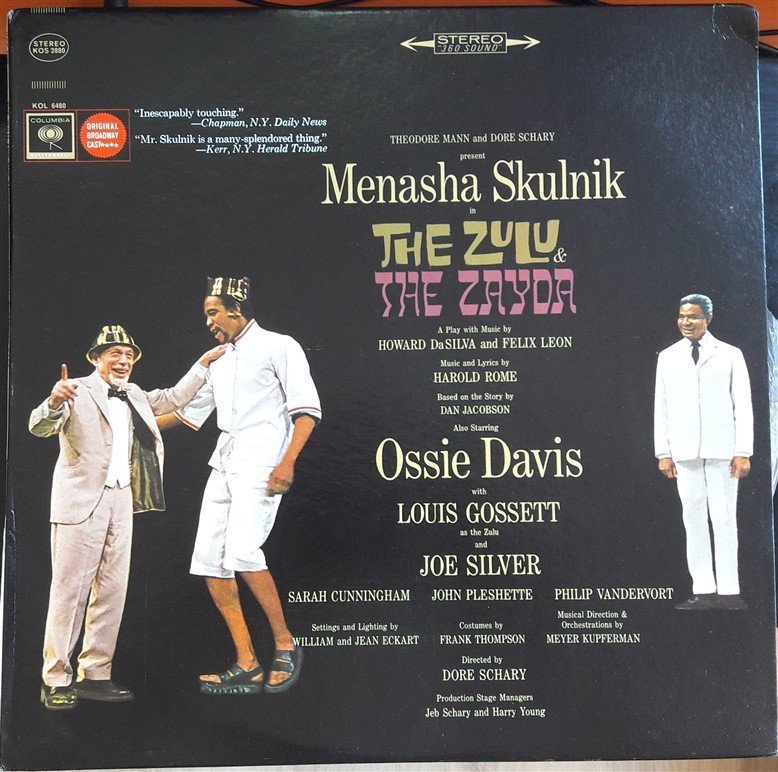 STEREO
KOS 2880
KOL 6480
COLUMBIA
ORIGINAL
BROADWAY
CAST
"Inescapably touching."
—Chapman, N.Y. Daily News
"Mr. Skulnik is a many-splendored thing."
—Kerr, N.Y. Herald Tribune
STEREO
"360 SOUND"
THEODORE MANN and DORE SCHARY
present
Menasha Skulnik
in
THE ZULU &
THE ZAYDA
A Play with Music by
HOWARD DaSILVA and FELIX LEON
Music and Lyrics by
HAROLD ROME
Based on the Story by
DAN JACOBSON
Also Starring
Ossie Davis
with
LOUIS GOSSETT
as the Zulu
and
JOE SILVER
SARAH CUNNINGHAM JOHN PLESHETTE PHILIP VANDERVORT
Settings and Lighting by
WILLIAM and JEAN ECKART
Costumes by
FRANK THOMPSON
Musical Direction &
Orchestrations by
MEYER KUPFERMAN
Directed by
DORE SCHARY
Production Stage Managers
Jeb Schary and Harry Young